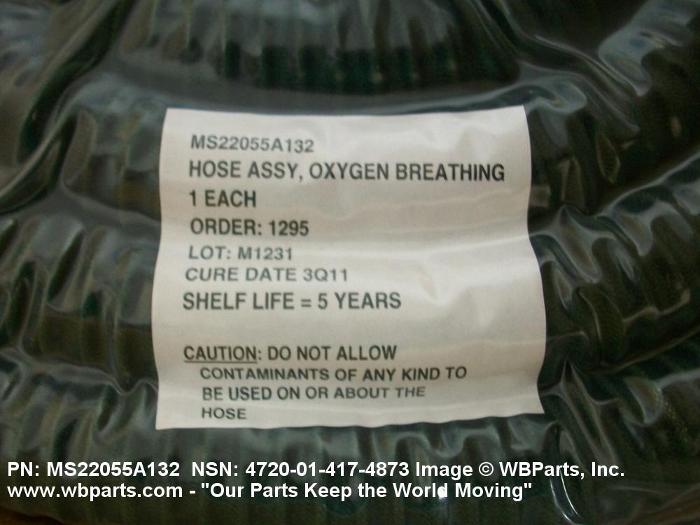 MS22055A132
HOSE ASSY, OXYGEN BREATHING
1 EACH
ORDER: 1295
LOT: M1231
CURE DATE 3Q11
SHELF LIFE = 5 YEARS
CAUTION: DO NOT ALLOW
CONTAMINANTS OF ANY KIND TO
BE USED ON OR ABOUT THE
HOSE
PN: MS22055A132 NSN: 4720-01-417-4873 Image © WBParts, Inc.
www.wbparts.com - "Our Parts Keep the World Moving"